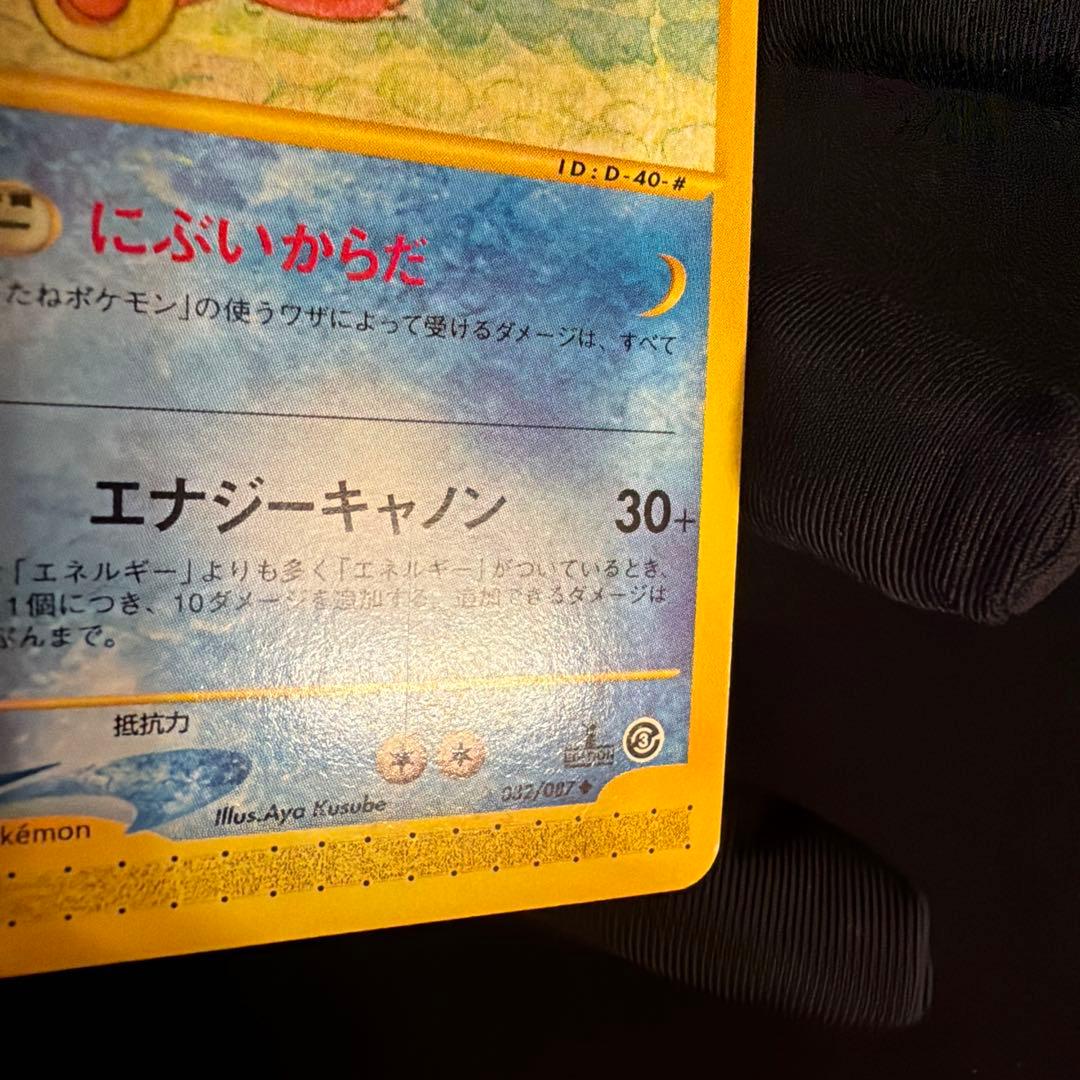 ID:D-40-#
にぶいからだ
たねポケモン」の使うワザによって受けるダメージは、すべて
エナジーキャノン 30+
「エネルギー」よりも多く「エネルギー」がついているとき、
1個につき、10ダメージを追加する。追加できるダメージは
ぶんまで。
抵抗力
3
EDITION
032/087
Illus.Aya Kusube
kémon